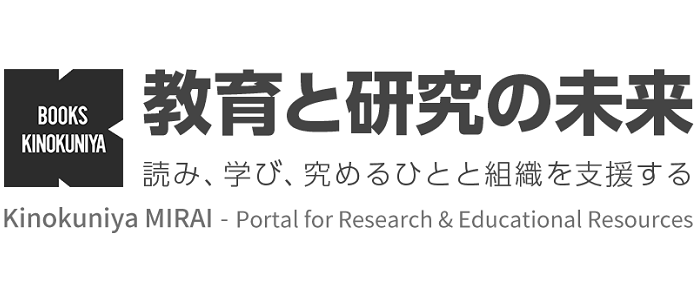 BOOKS
KINOKUNIYA
教育と研究の未来
読み、学び、究めるひとと組織を支援する
Kinokuniya MIRAI - Portal for Research & Educational Resources